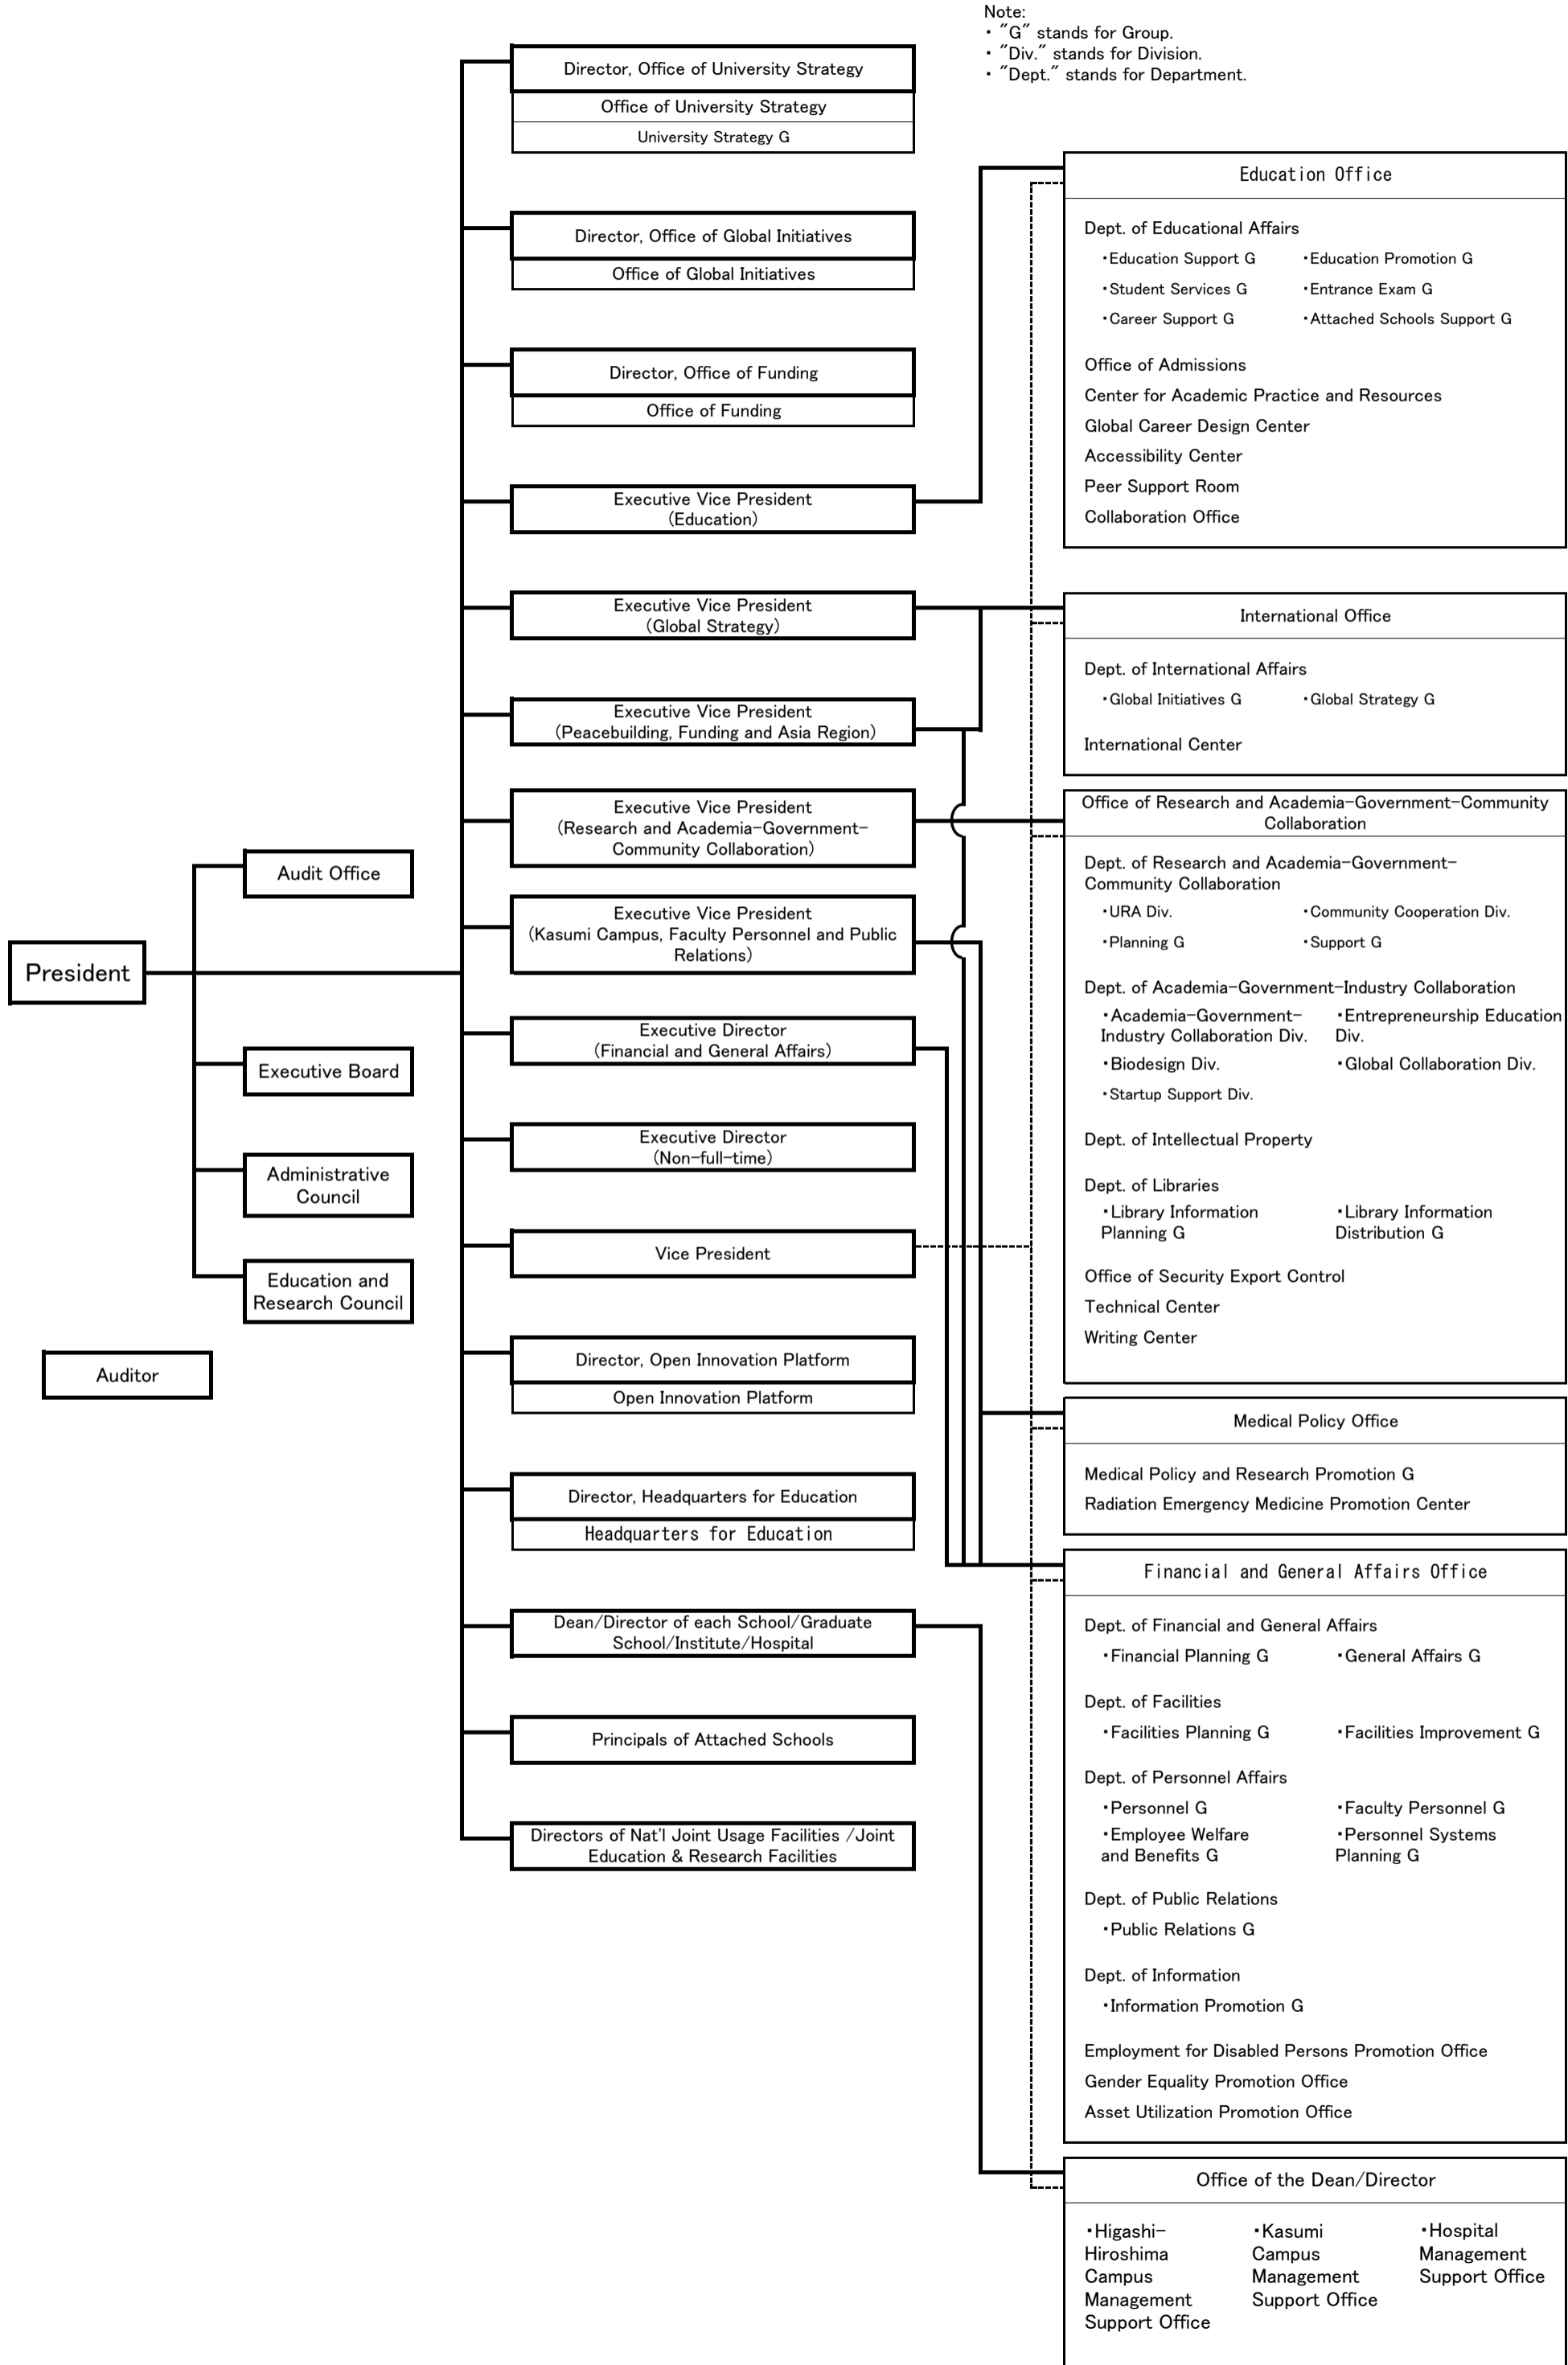 Note:
・ "G" stands for Group.
・ "Div." stands for Division.
・ "Dept." stands for Department.
President
Audit Office
Executive Board
Administrative
Council
Education and
Research Council
Auditor
Director, Office of University Strategy
Office of University Strategy
University Strategy G
Director, Office of Global Initiatives
Office of Global Initiatives
Director, Office of Funding
Office of Funding
Executive Vice President
(Education)
Executive Vice President
(Global Strategy)
Executive Vice President
(Peacebuilding, Funding and Asia Region)
Executive Vice President
(Research and Academia-Government-
Community Collaboration)
Executive Vice President
(Kasumi Campus, Faculty Personnel and Public
Relations)
Executive Director
(Financial and General Affairs)
Executive Director
(Non-full-time)
Vice President
Director, Open Innovation Platform
Open Innovation Platform
Director, Headquarters for Education
Headquarters for Education
Dean/Director of each School/Graduate
School/Institute/Hospital
Principals of Attached Schools
Directors of Nat'l Joint Usage Facilities /Joint
Education & Research Facilities
Education Office
Dept. of Educational Affairs
・Education Support G ・Education Promotion G
・Student Services G ・Entrance Exam G
・Career Support G ・Attached Schools Support G
Office of Admissions
Center for Academic Practice and Resources
Global Career Design Center
Accessibility Center
Peer Support Room
Collaboration Office
International Office
Dept. of International Affairs
・Global Initiatives G ・Global Strategy G
International Center
Office of Research and Academia-Government-Community
Collaboration
Dept. of Research and Academia-Government-
Community Collaboration
・URA Div. ・Community Cooperation Div.
・Planning G ・Support G
Dept. of Academia-Government-Industry Collaboration
・Academia-Government- ・Entrepreneurship Education
Industry Collaboration Div. Div.
・Biodesign Div. ・Global Collaboration Div.
・Startup Support Div.
Dept. of Intellectual Property
Dept. of Libraries
・Library Information ・Library Information
Planning G Distribution G
Office of Security Export Control
Technical Center
Writing Center
Medical Policy Office
Medical Policy and Research Promotion G
Radiation Emergency Medicine Promotion Center
Financial and General Affairs Office
Dept. of Financial and General Affairs
・Financial Planning G ・General Affairs G
Dept. of Facilities
・Facilities Planning G ・Facilities Improvement G
Dept. of Personnel Affairs
・Personnel G ・Faculty Personnel G
・Employee Welfare ・Personnel Systems
and Benefits G Planning G
Dept. of Public Relations
・Public Relations G
Dept. of Information
・Information Promotion G
Employment for Disabled Persons Promotion Office
Gender Equality Promotion Office
Asset Utilization Promotion Office
Office of the Dean/Director
・Higashi- ・Kasumi ・Hospital
Hiroshima Campus Management
Campus Management Support Office
Management Support Office
Support Office